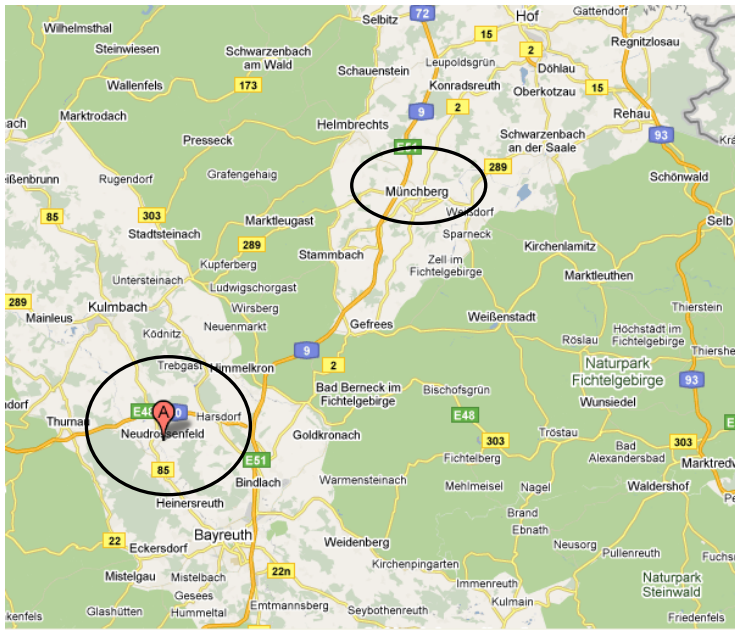 72
Hof
Gattendorf
Selbitz
Wilhelmsthal
15
Regnitzlosau
Steinwiesen
Schwarzenbach
am Wald
2
Leupoldsgrün
Schauenstein
Döhlau
Wallenfels
173
Konradsreuth
Oberkotzau
15
Marktrodach
9
2
Rehau
ach
Helmbrechts
Presseck
Schwarzenbach
an der Saale
93
289
Grafengehaig
eißenbrunn
Rugendorf
Münchberg
Schönwald
85
303
Marktleugast
Weißdorf
Selb
Stadtsteinach
Sparneck
289
Kirchenlamitz
Stammbach
Zell im
Fichtelgebirge
Kupferberg
Marktleuthen
Untersteinach
Ludwigschorgast
289
Kulmbach
Wirsberg
Thierstein
Mainleus
Neuenmarkt
Gefrees
Weißenstadt
Ködnitz
Höchstädt im
Fichtelgebirge
9
Röslau
2
Trebgast
Himmelkron
Naturpark
Fichtelgebirge
93
Bad Berneck im
Fichtelgebirge
Bischofsgrün
ndorf
Wunsiedel
A
E48
Harsdorf
E48
Thurnau
Neudrossenfeld
Goldkronach
303
Tröstau
303
E51
Bad
Alexandersbad
85
Fichtelberg
Marktredw
Bindlach
Warmensteinach
Mehlmeisel
Nagel
Waldershof
Heinersreuth
Brand
22
Bayreuth
Ebnath
Eckersdorf
Weidenberg
Neusorg
Pullenreuth
22n
Kirchenpingarten
Mistelgau
Mistelbach
Immenreuth
Naturpark
Steinwald
Gesees
Emtmannsberg
Kulmain
Glashütten
Hummeltal
Seybothenreuth
Friedenfels